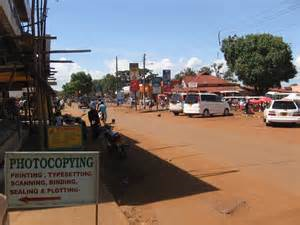 PHOTOCOPYING
PRINTING, TYPESETTING,
SCANNING, BINDING,
SEALING & PLOTTING.